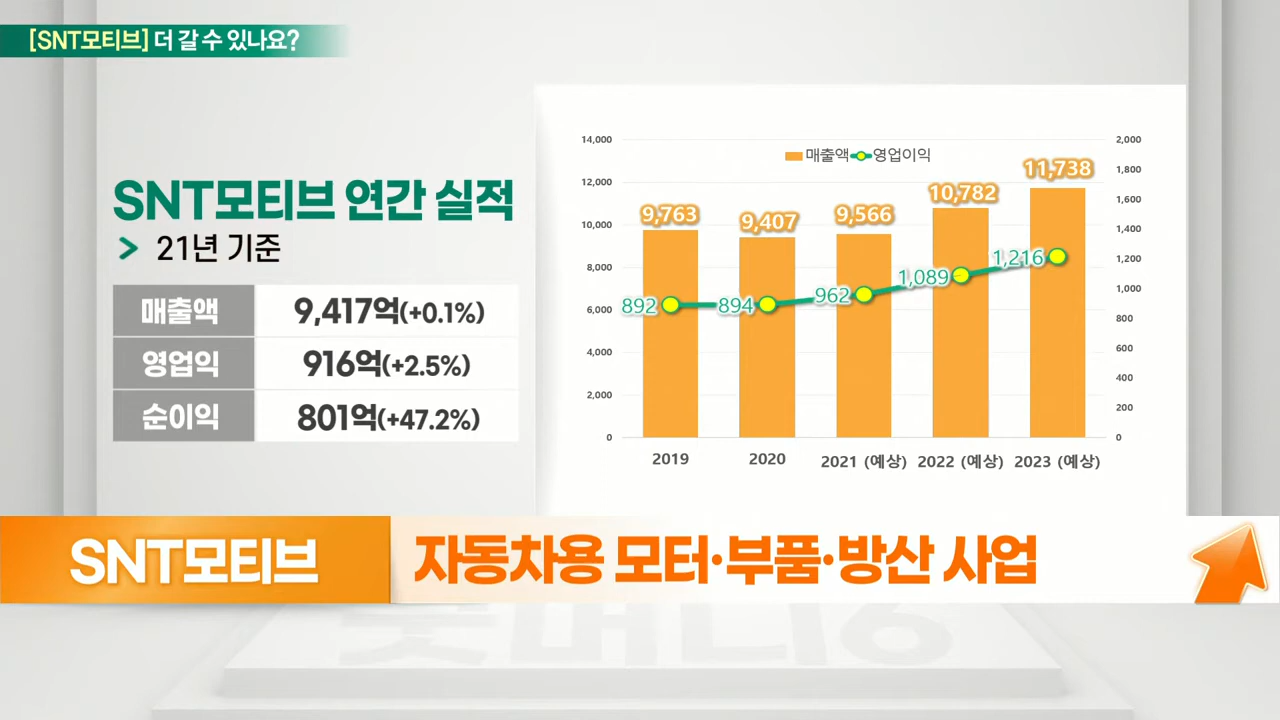 [SNT모티브] 더 갈 수 있나요?
SNT모티브 연간 실적
> 21년 기준
매출액 9,417억(+0.1%)
영업익 916억(+2.5%)
순이익 801억(+47.2%)
매출액 영업이익
14,000
12,000
10,000
8,000
6,000
4,000
2,000
0
2,000
1,800
1,600
1,400
1,200
1,000
800
600
400
200
0
9,763
9,407
9,566
10,782
11,738
892
894
962
1,089
1,216
2019 2020 2021 (예상) 2022 (예상) 2023 (예상)
SNT모티브
자동차용 모터·부품·방산 사업
굿머니6